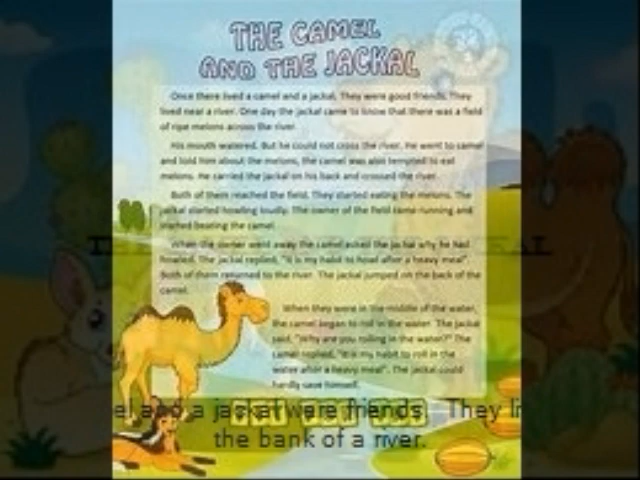 THE CAMEL
AND THE JACKAL
Once there lived a camel and a jackal. They were good friends. They
lived near a river. One day the jackal came to know that there was a field
of ripe melons across the river.
His mouth watered. But he could not cross the river. He went to camel
and told him about the melons, the camel was also tempted to eat
melons. He carried the jackal on his back and crossed the river.
Both of them reached the field. They started eating the melons. The
jackal started howling loudly. The owner of the field came running and
started beating the camel.
When the owner went away the camel asked the jackal why he had
howled. The jackal replied, "It is my habit to howl after a heavy meal".
Both of them returned to the river. The jackal jumped on the back of the
camel.
When they were in the middle of the water,
the camel began to roll in the water. The jackal
said, "Why are you rolling in the water?" The
camel replied, "It is my habit to roll in the
water after a heavy meal". The jackal could
hardly save himself.
el and a jackal ware friends. They li
the bank of a river.